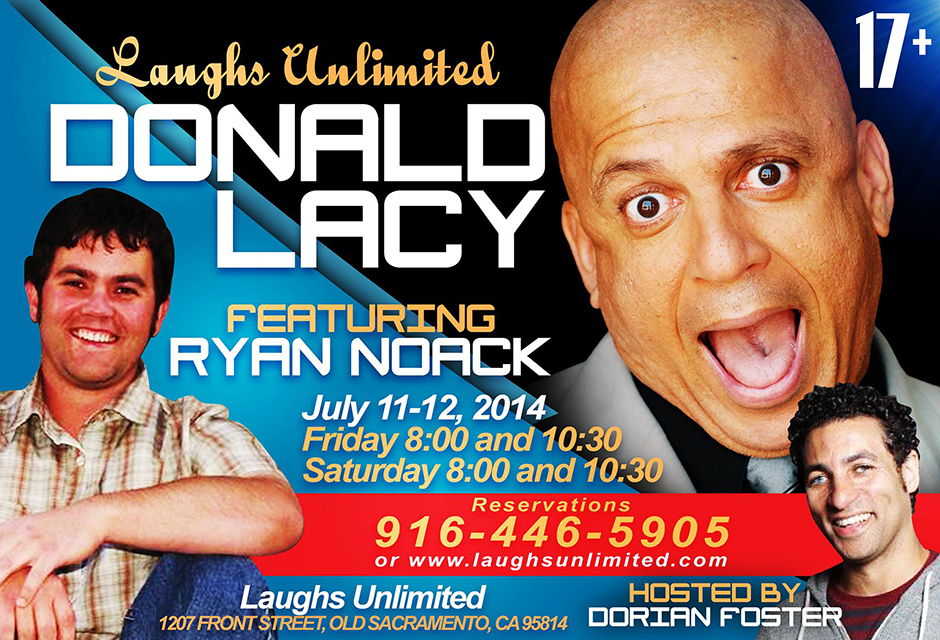 17+
Laughs Unlimited
DONALD
LACY
FEATURING
RYAN NOACK
July 11-12, 2014
Friday 8:00 and 10:30
Saturday 8:00 and 10:30
Reservations
916-446-5905
or www.laughsunlimited.com
Laughs Unlimited
1207 FRONT STREET, OLD SACRAMENTO, CA 95814
HOSTED BY
DORIAN FOSTER